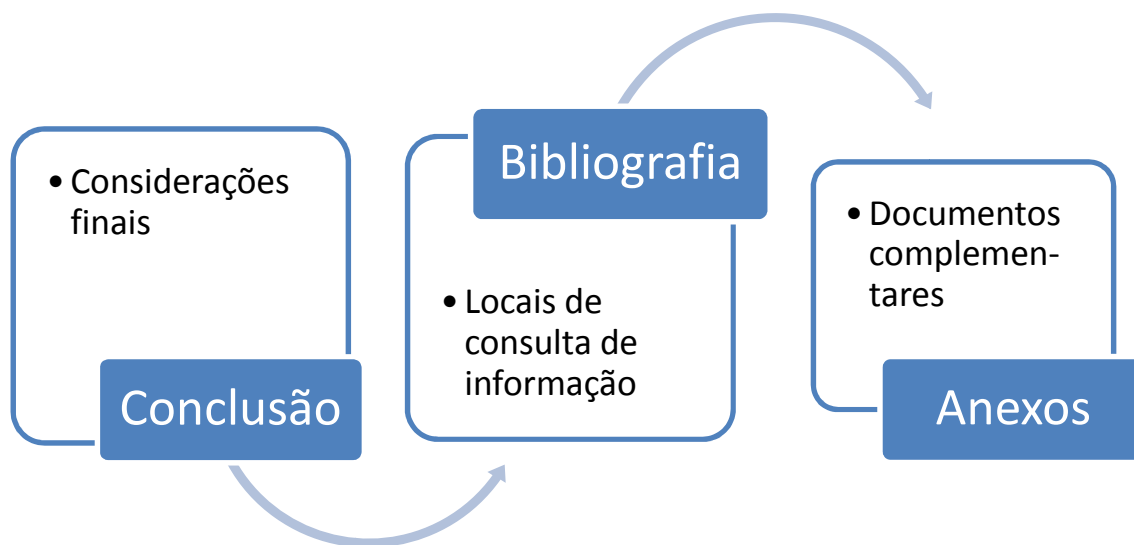 • Considerações
finais
Conclusão
Bibliografia
• Locais de
consulta de
informação
• Documentos
complemen-
tares
Anexos